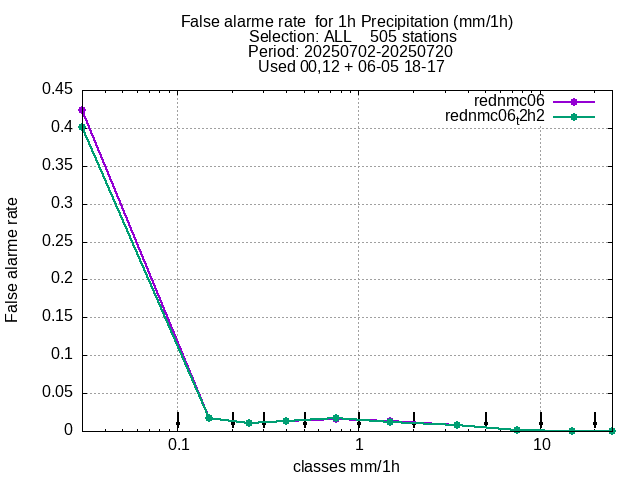 False alarme rate  for 1h Precipitation (mm/1h)
Selection: ALL    505 stations
Period: 20250702-20250720
Used 00,12 + 06-05 18-17
rednmc06
rednmc06,2h2
0.45
0.4
0.35
0.3
0.25
0.2
0.15
0.1
0.05
0
False alarme rate
0.1
1
10
classes mm/1h